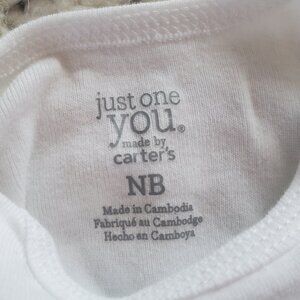 just one
you®
made by
carter's
NB
Made in Cambodia
Fabriqué au Cambodge
Hecho en Camboya